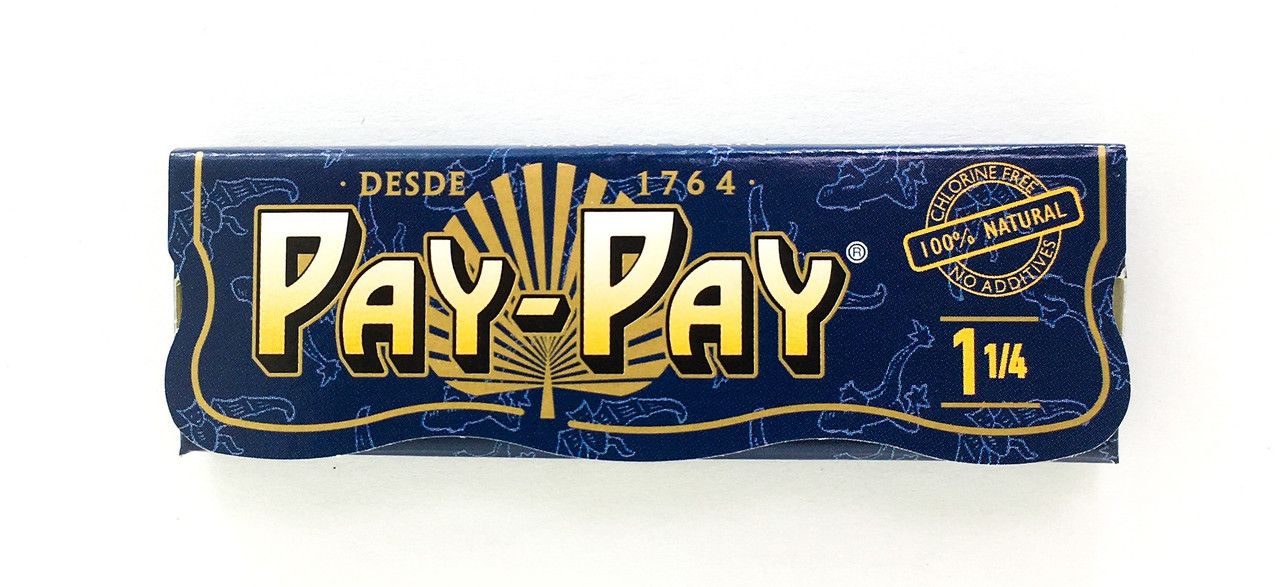 · DESDE 1764 ·
PAY-PAY®
CHLORINE FREE
100% NATURAL
NO ADDITIVES
1 1/4